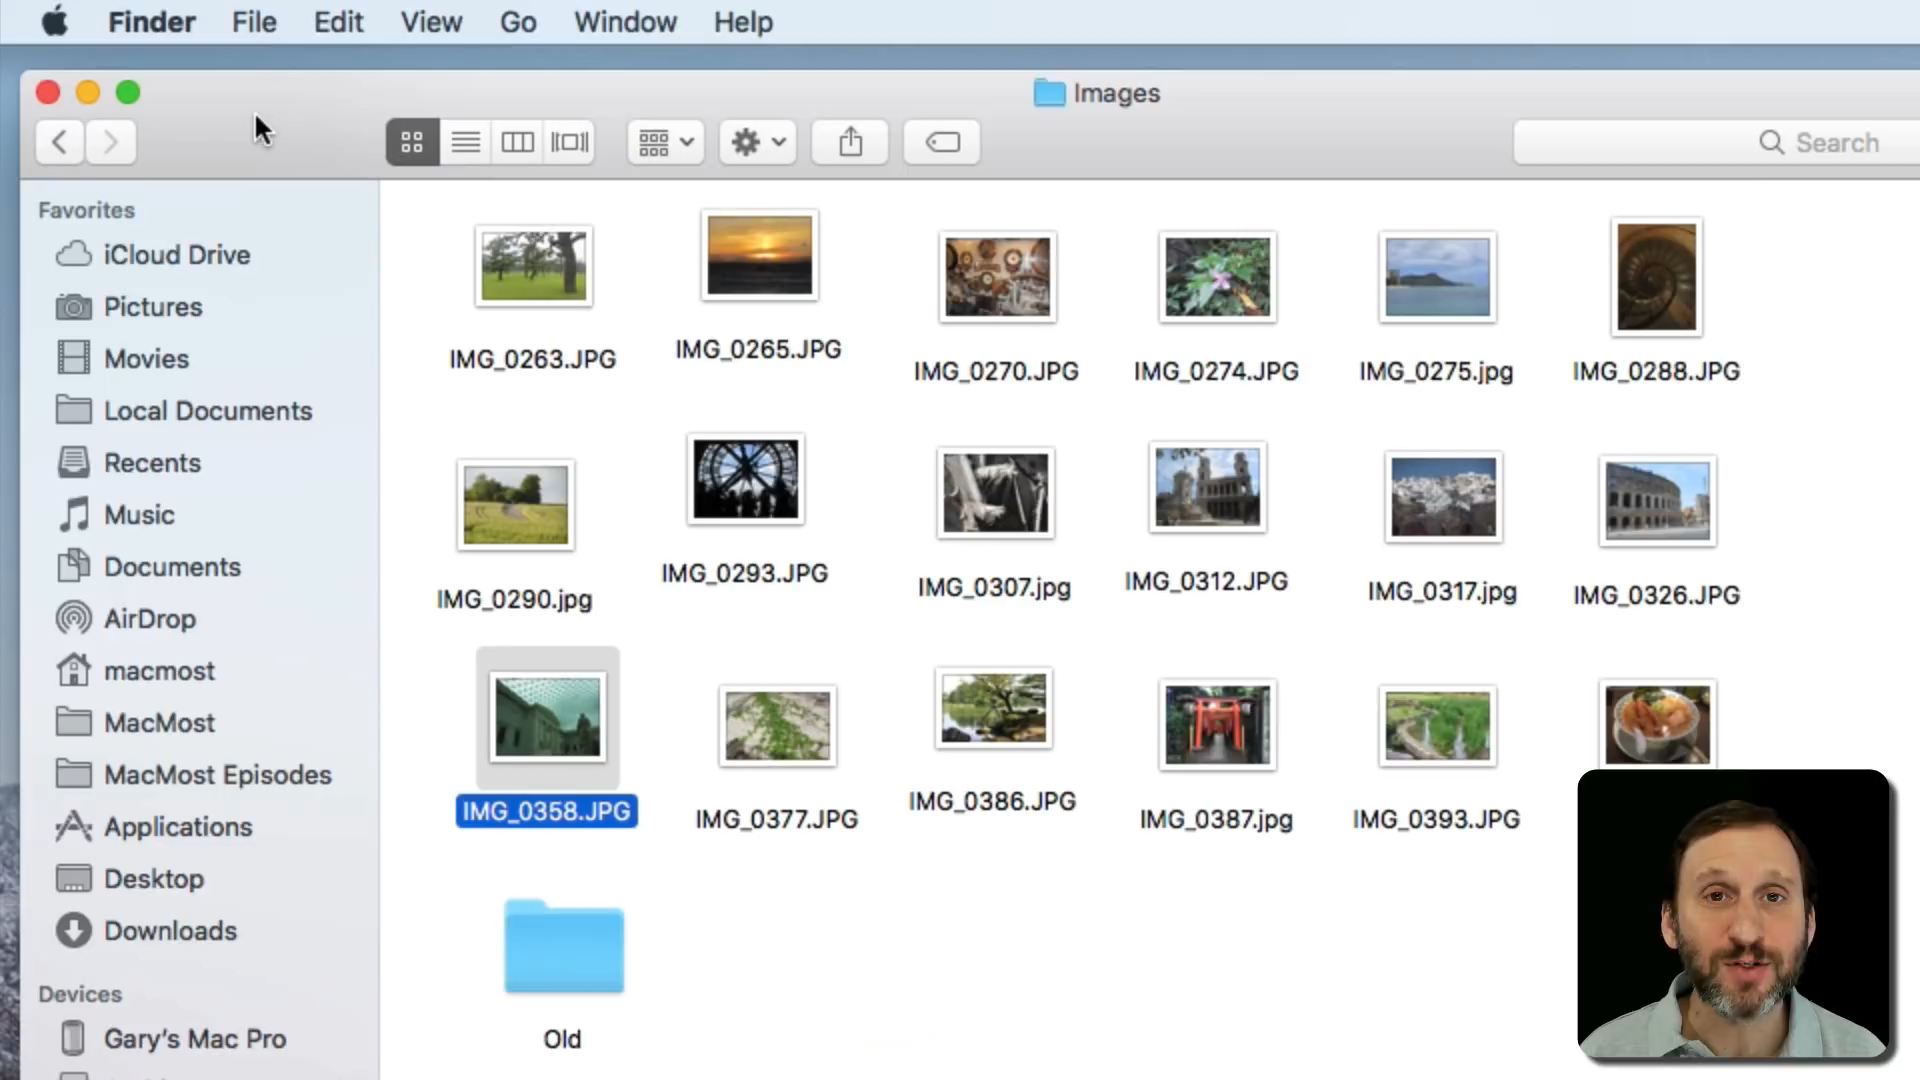 Finder File Edit View Go Window Help
Images
Search
Favorites
iCloud Drive
Pictures
Movies
Local Documents
Recents
Music
Documents
AirDrop
macmost
MacMost
MacMost Episodes
Applications
Desktop
Downloads
Devices
Gary’s Mac Pro
IMG_0263.JPG IMG_0265.JPG IMG_0270.JPG IMG_0274.JPG IMG_0275.jpg IMG_0288.JPG
IMG_0290.jpg IMG_0293.JPG IMG_0307.jpg IMG_0312.JPG IMG_0317.jpg IMG_0326.JPG
IMG_0358.JPG IMG_0377.JPG IMG_0386.JPG IMG_0387.jpg IMG_0393.JPG
Old